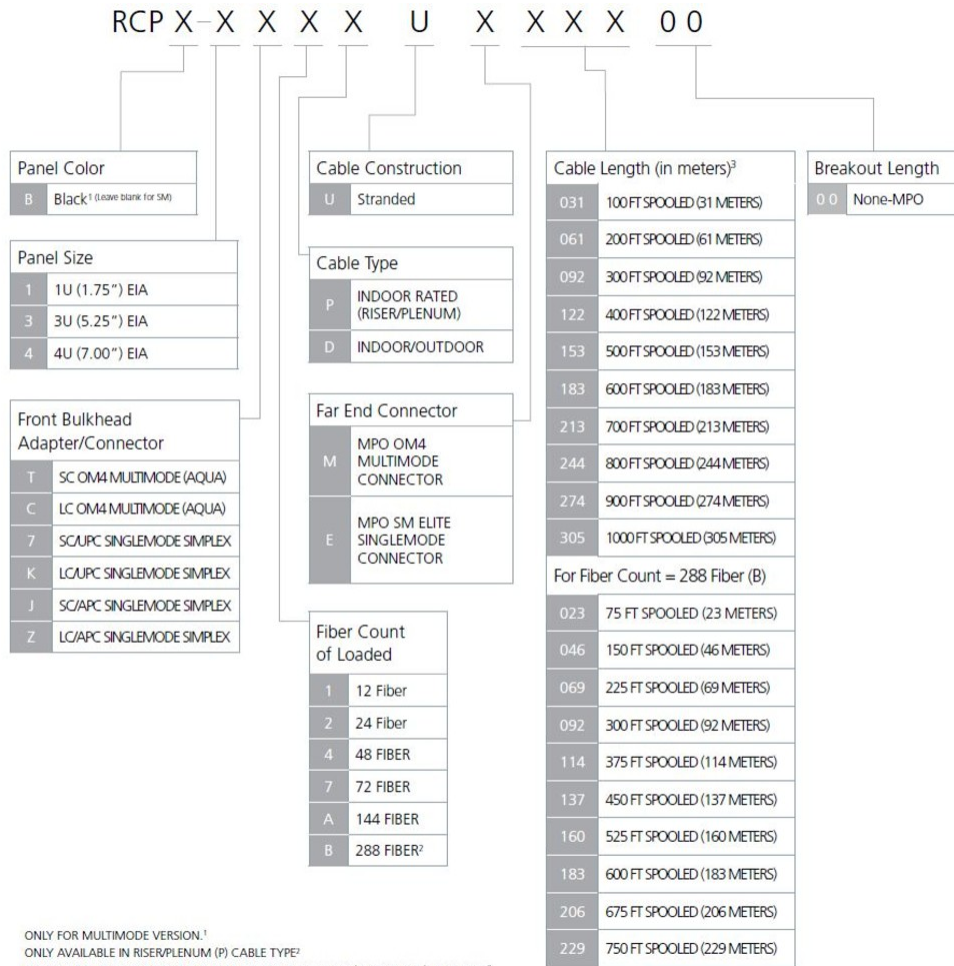 RCP X-X X X X U X X X X 0 0
Panel Color
B Black¹ (Leave blank for SM)
Panel Size
1 1U (1.75") EIA
3 3U (5.25") EIA
4 4U (7.00") EIA
Front Bulkhead
Adapter/Connector
T SC OM4 MULTIMODE (AQUA)
C LC OM4 MULTIMODE (AQUA)
7 SC/UPC SINGLEMODE SIMPLEX
K LC/UPC SINGLEMODE SIMPLEX
J SC/APC SINGLEMODE SIMPLEX
Z LC/APC SINGLEMODE SIMPLEX
Cable Construction
U Stranded
Cable Type
P INDOOR RATED
(RISER/PLENUM)
D INDOOR/OUTDOOR
Far End Connector
M MPO OM4
MULTIMODE
CONNECTOR
E MPO SM ELITE
SINGLEMODE
CONNECTOR
Fiber Count
of Loaded
1 12 Fiber
2 24 Fiber
4 48 FIBER
7 72 FIBER
A 144 FIBER
B 288 FIBER²
Cable Length (in meters)³
031 100 FT SPOOLED (31 METERS)
061 200 FT SPOOLED (61 METERS)
092 300 FT SPOOLED (92 METERS)
122 400 FT SPOOLED (122 METERS)
153 500 FT SPOOLED (153 METERS)
183 600 FT SPOOLED (183 METERS)
213 700 FT SPOOLED (213 METERS)
244 800 FT SPOOLED (244 METERS)
274 900 FT SPOOLED (274 METERS)
305 1000 FT SPOOLED (305 METERS)
For Fiber Count = 288 Fiber (B)
023 75 FT SPOOLED (23 METERS)
046 150 FT SPOOLED (46 METERS)
069 225 FT SPOOLED (69 METERS)
092 300 FT SPOOLED (92 METERS)
114 375 FT SPOOLED (114 METERS)
137 450 FT SPOOLED (137 METERS)
160 525 FT SPOOLED (160 METERS)
183 600 FT SPOOLED (183 METERS)
206 675 FT SPOOLED (206 METERS)
229 750 FT SPOOLED (229 METERS)
Breakout Length
0 0 None-MPO
ONLY FOR MULTIMODE VERSION.¹
ONLY AVAILABLE IN RISER/PLENUM (P) CABLE TYPE²